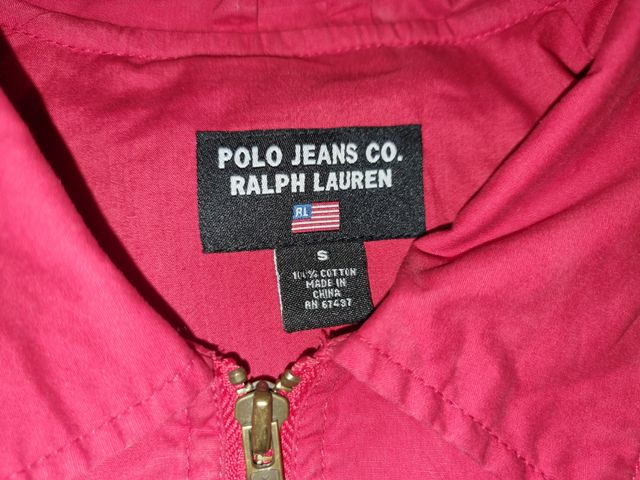 POLO JEANS CO.
RALPH LAUREN
RL
S
100% COTTON
MADE IN
CHINA
RN 67497